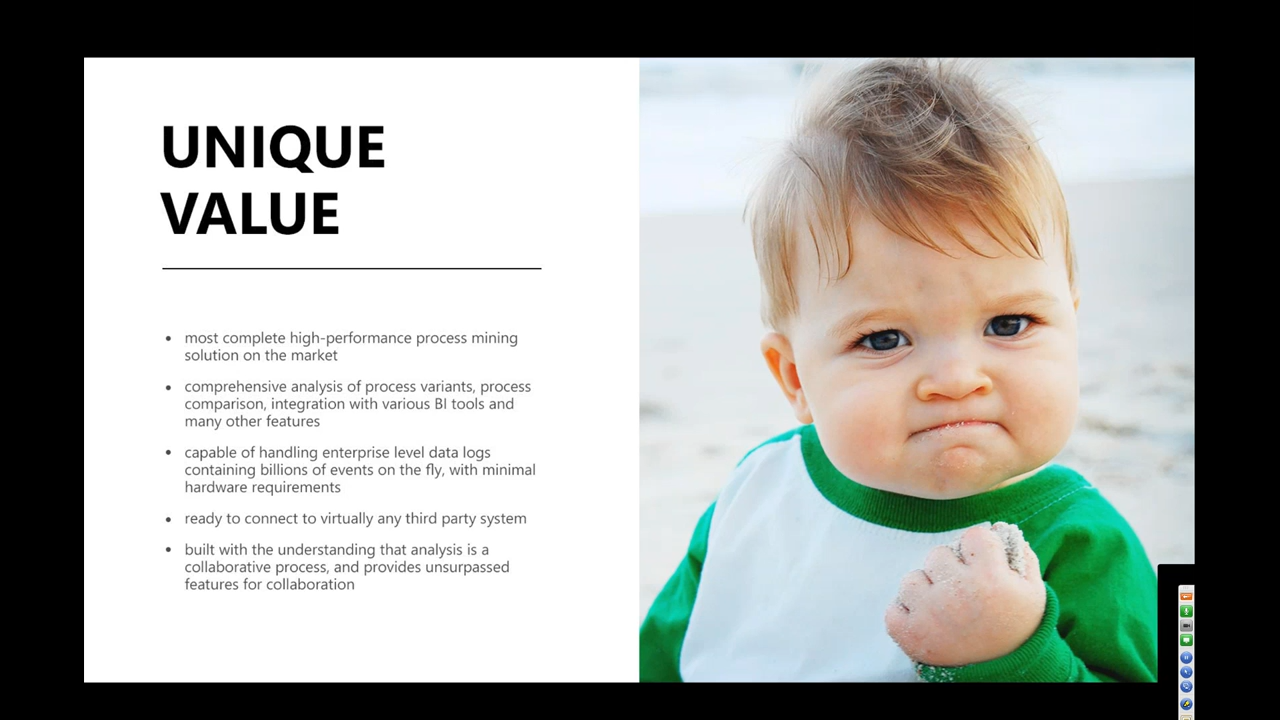 UNIQUE
VALUE
• most complete high-performance process mining
solution on the market
• comprehensive analysis of process variants, process
comparison, integration with various BI tools and
many other features
• capable of handling enterprise level data logs
containing billions of events on the fly, with minimal
hardware requirements
• ready to connect to virtually any third party system
• built with the understanding that analysis is a
collaborative process, and provides unsurpassed
features for collaboration